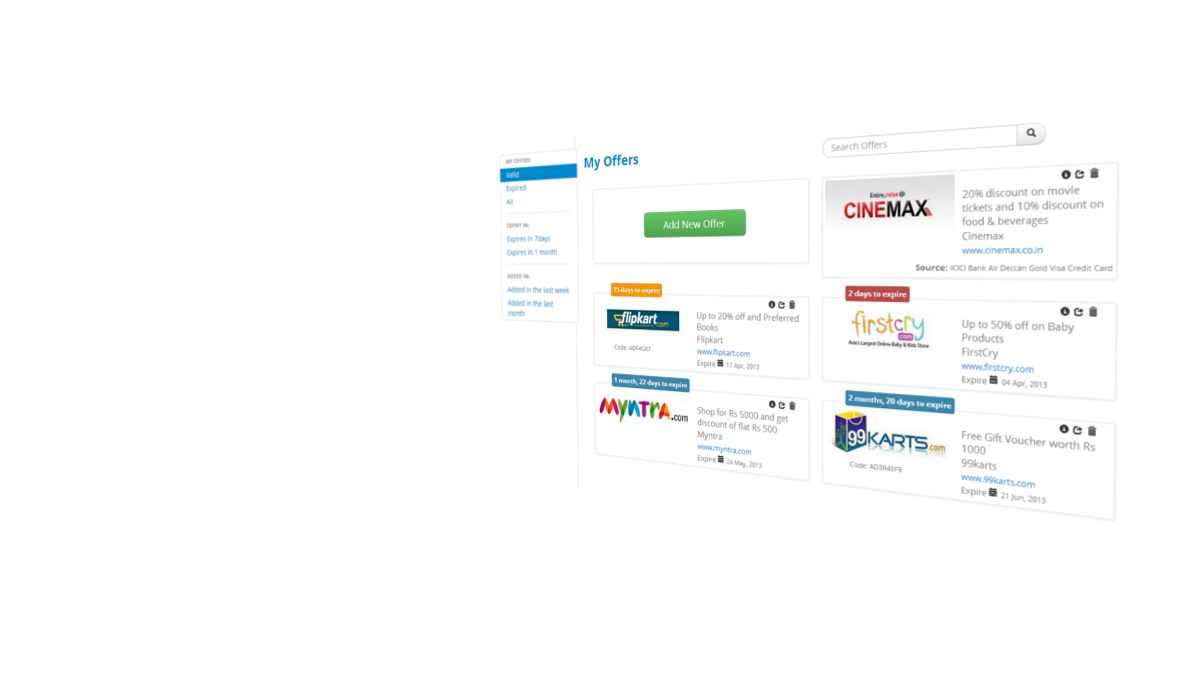 MY OFFERS
Valid
Expired
All
EXPIRY IN:
Expires in 7days
Expires in 1 month
ADDED IN:
Added in the last week
Added in the last
month
My Offers
Search Offers
Add New Offer
Enjoy, relax @
CINEMAX
20% discount on movie
tickets and 10% discount on
food & beverages
Cinemax
www.cinemax.co.in
Source: ICICI Bank Air Deccan Gold Visa Credit Card
15 days to expire
flipkart.com
Code: ADF4G67
Up to 20% off and Preferred
Books
Flipkart
www.flipkart.com
Expire 17 Apr, 2013
2 days to expire
firstcry
.com
Asia's Largest Online Baby & Kids Store
Up to 50% off on Baby
Products
FirstCry
www.firstcry.com
Expire 04 Apr, 2013
1 month, 22 days to expire
myntra.com
Shop for Rs 5000 and get
discount of flat Rs 500
Myntra
www.myntra.com
Expire 24 May, 2013
2 months, 20 days to expire
99KARTS.com
Code: AD3R45F9
Free Gift Voucher worth Rs
1000
99karts
www.99karts.com
Expire 21 Jun, 2013